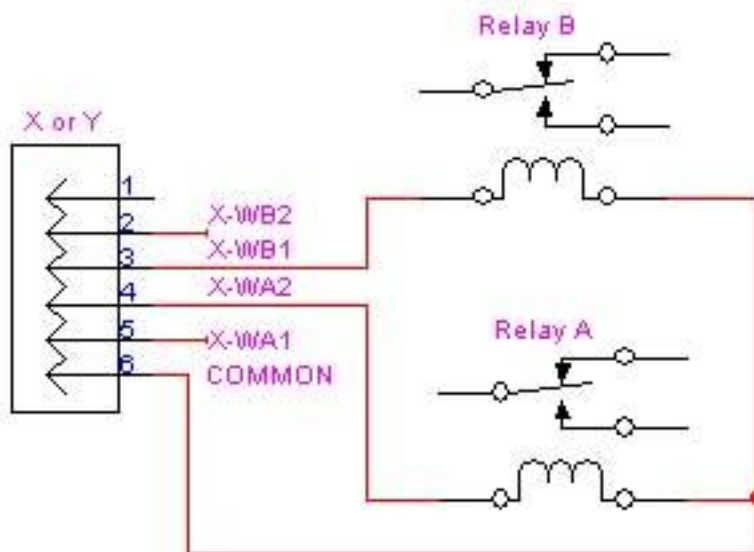 Relay B
X or Y
1
2 X-WB2
3 X-WB1
4 X-WA2
5 X-WA1
6 COMMON
Relay A